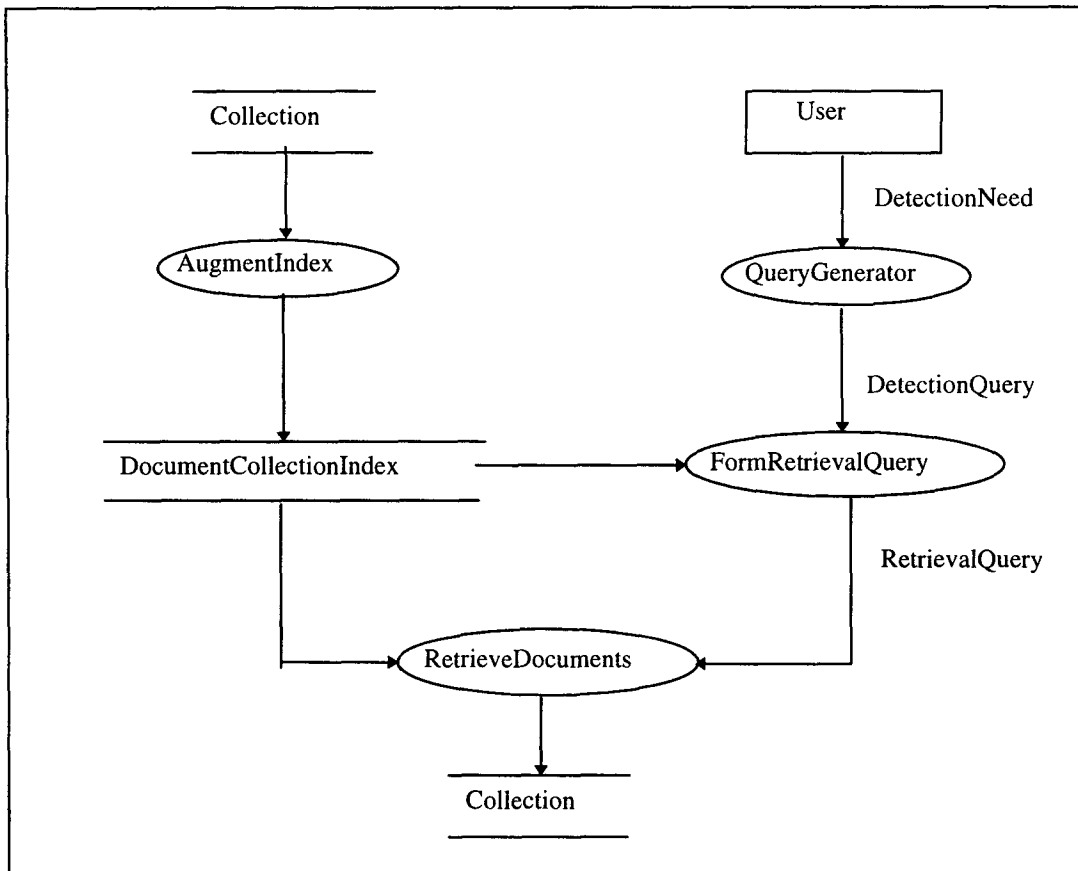 Collection
User
DetectionNeed
AugmentIndex
QueryGenerator
DetectionQuery
DocumentCollectionIndex
FormRetrievalQuery
RetrievalQuery
RetrieveDocuments
Collection